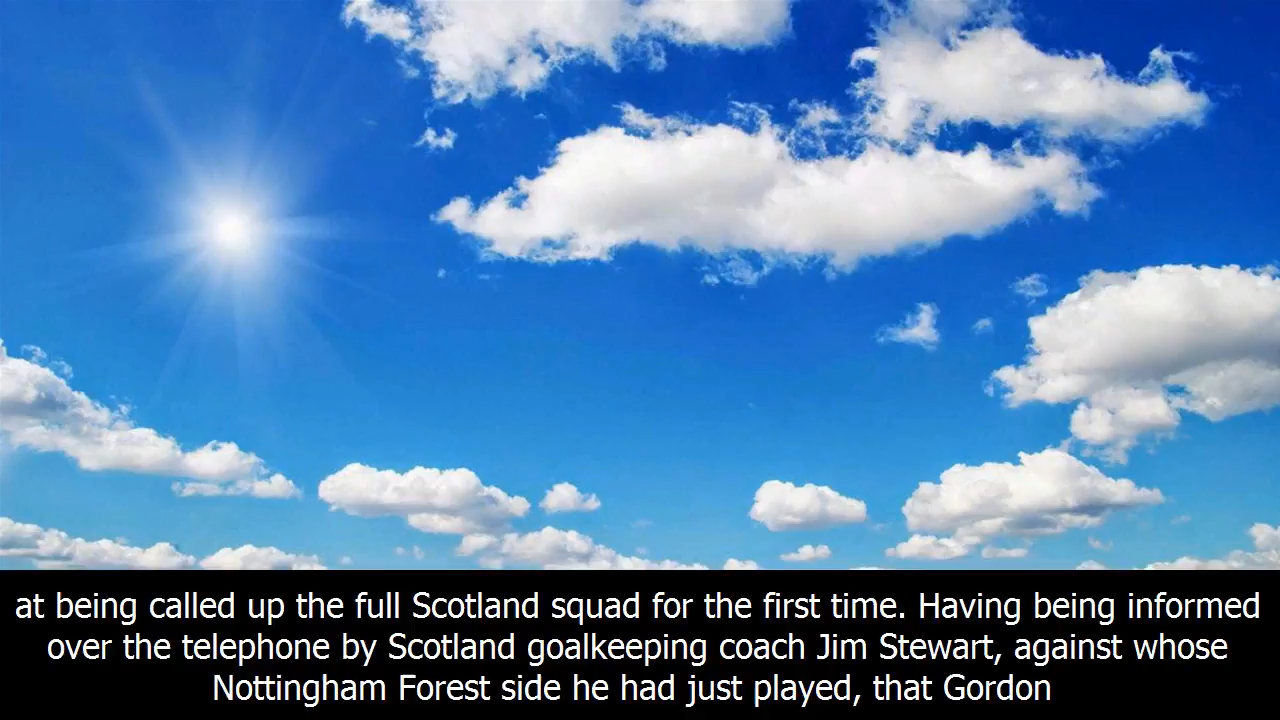 at being called up the full Scotland squad for the first time. Having being informed
over the telephone by Scotland goalkeeping coach Jim Stewart, against whose
Nottingham Forest side he had just played, that Gordon